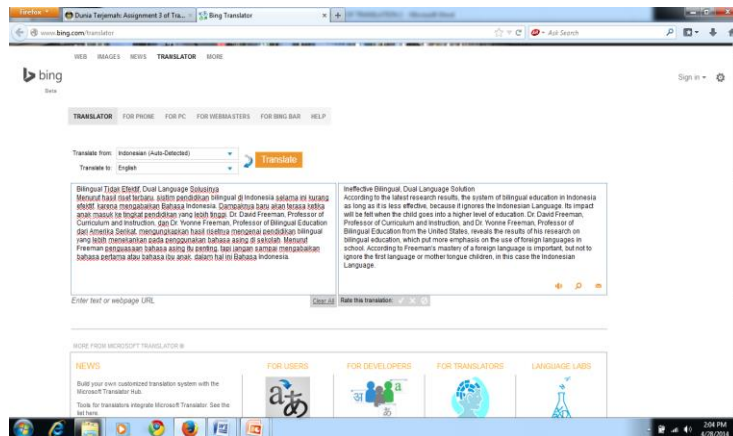 Firefox
Dunia Terjemah: Assignment 3 of Tra...
Bing Translator
www.bing.com/translator
Ask Search
WEB IMAGES NEWS TRANSLATOR MORE
bing
Beta
Sign in
TRANSLATOR FOR PHONE FOR PC FOR WEBMASTERS FOR BING BAR HELP
Translate from: Indonesian (Auto-Detected)
Translate to: English
Translate
Bilingual Tidak Efektif, Dual Language Solusinya
Menurut hasil riset terbaru, sistim pendidikan bilingual di Indonesia selama ini kurang
efektif, karena mengabaikan Bahasa Indonesia. Dampaknya baru akan terasa ketika
anak masuk ke tingkat pendidikan yang lebih tinggi. Dr. David Freeman, Professor of
Curriculum and Instruction, dan Dr. Yvonne Freeman, Professor of Bilingual Education
dari Amerika Serikat, mengungkapkan hasil risetnya mengenai pendidikan bilingual
yang lebih menekankan pada penggunaan bahasa asing di sekolah. Menurut
Freeman penguasaan bahasa asing itu penting, tapi jangan sampai mengabaikan
bahasa pertama atau bahasa ibu anak, dalam hal ini Bahasa Indonesia.
Ineffective Bilingual, Dual Language Solution
According to the latest research results, the system of bilingual education in Indonesia
as long as it is less effective, because it ignores the Indonesian Language. Its impact
will be felt when the child goes into a higher level of education. Dr. David Freeman,
Professor of Curriculum and Instruction, and Dr. Yvonne Freeman, Professor of
Bilingual Education from the United States, reveals the results of his research on
bilingual education, which put more emphasis on the use of foreign languages in
school. According to Freeman's mastery of a foreign language is important, but not to
ignore the first language or mother tongue children, in this case the Indonesian
Language.
Enter text or webpage URL
Clear All
Rate this translation:
MORE FROM MICROSOFT TRANSLATOR
NEWS
Build your own customized translation system with the
Microsoft Translator Hub.
Tools for translators integrate Microsoft Translator. See the
list here.
FOR USERS
FOR DEVELOPERS
FOR TRANSLATORS
LANGUAGE LABS
2:04 PM
4/28/2014